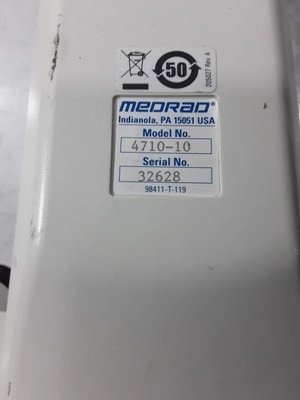 50
205027 Rev. A
MEDRAD®
Indianola, PA 15051 USA
Model No.
4710-10
Serial No.
32628
98411-T-119